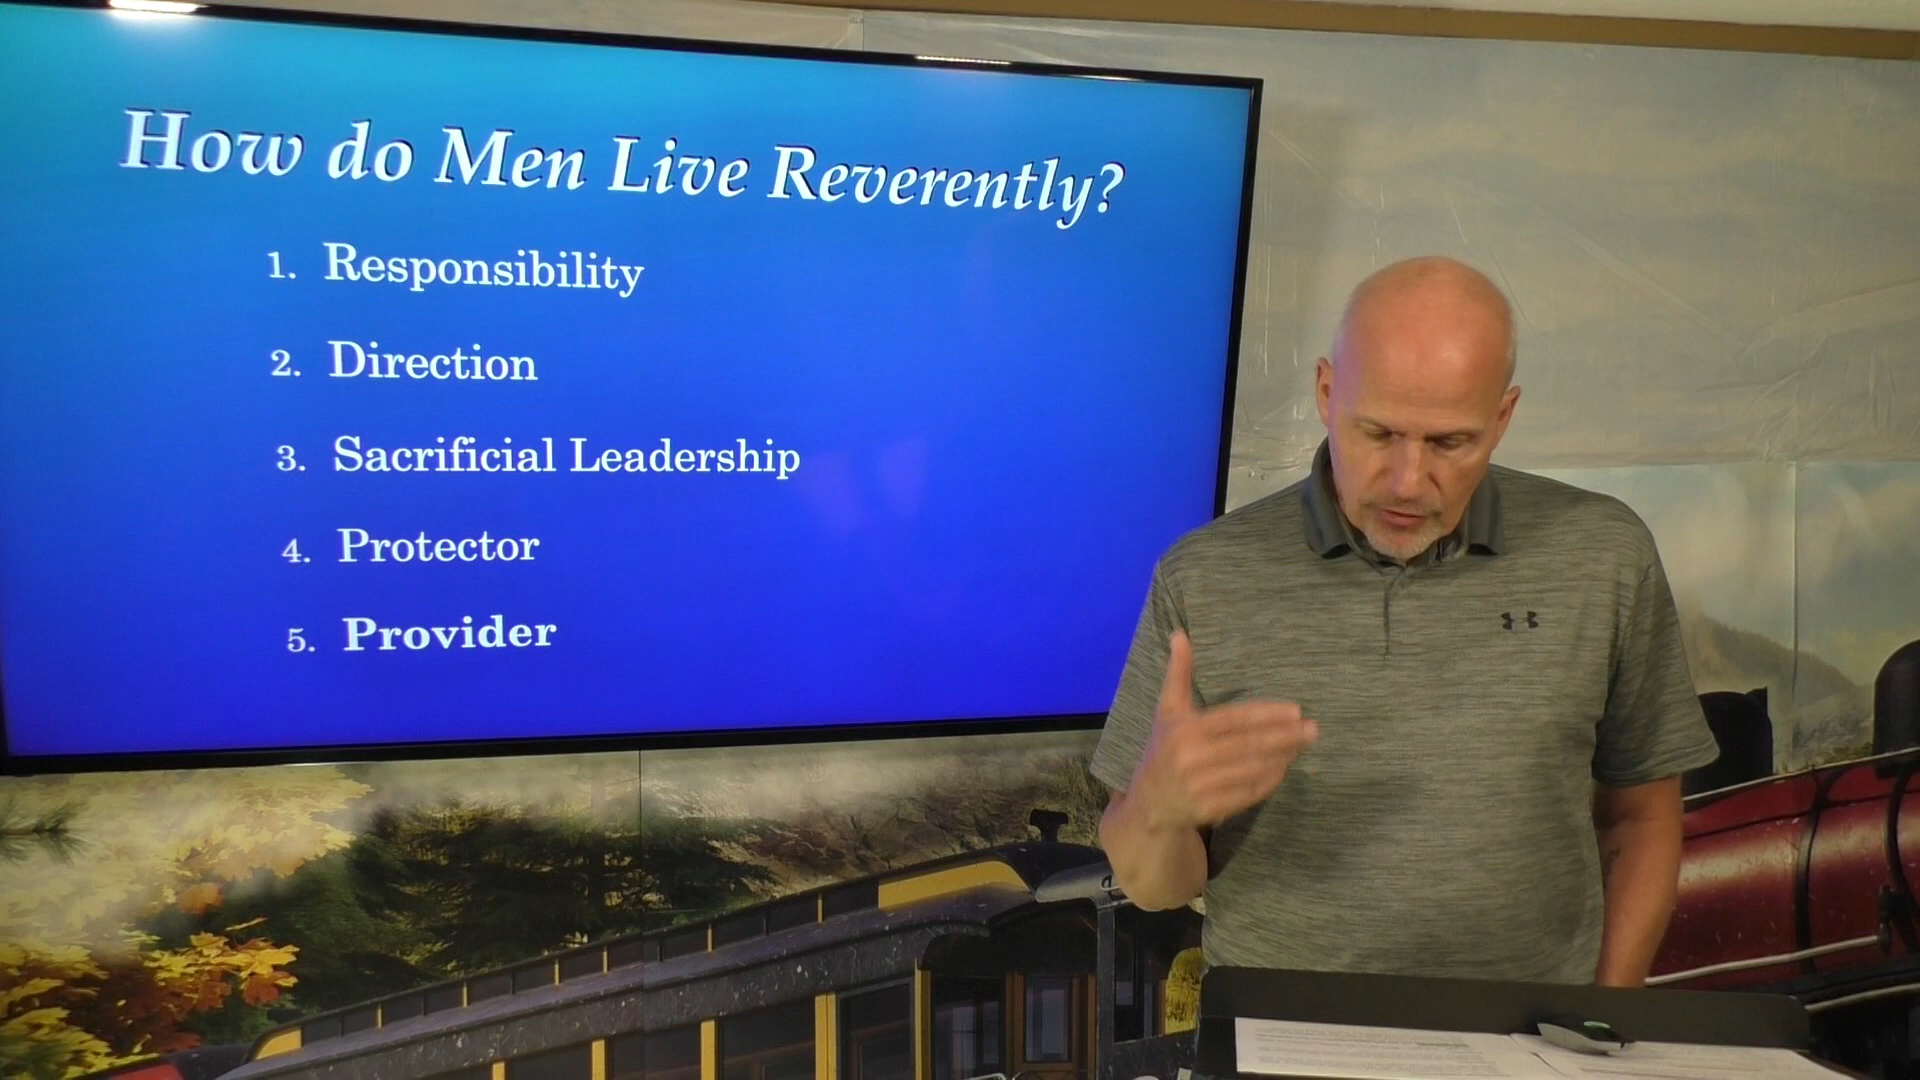 How do Men Live Reverently?
1. Responsibility
2. Direction
3. Sacrificial Leadership
4. Protector
5. Provider